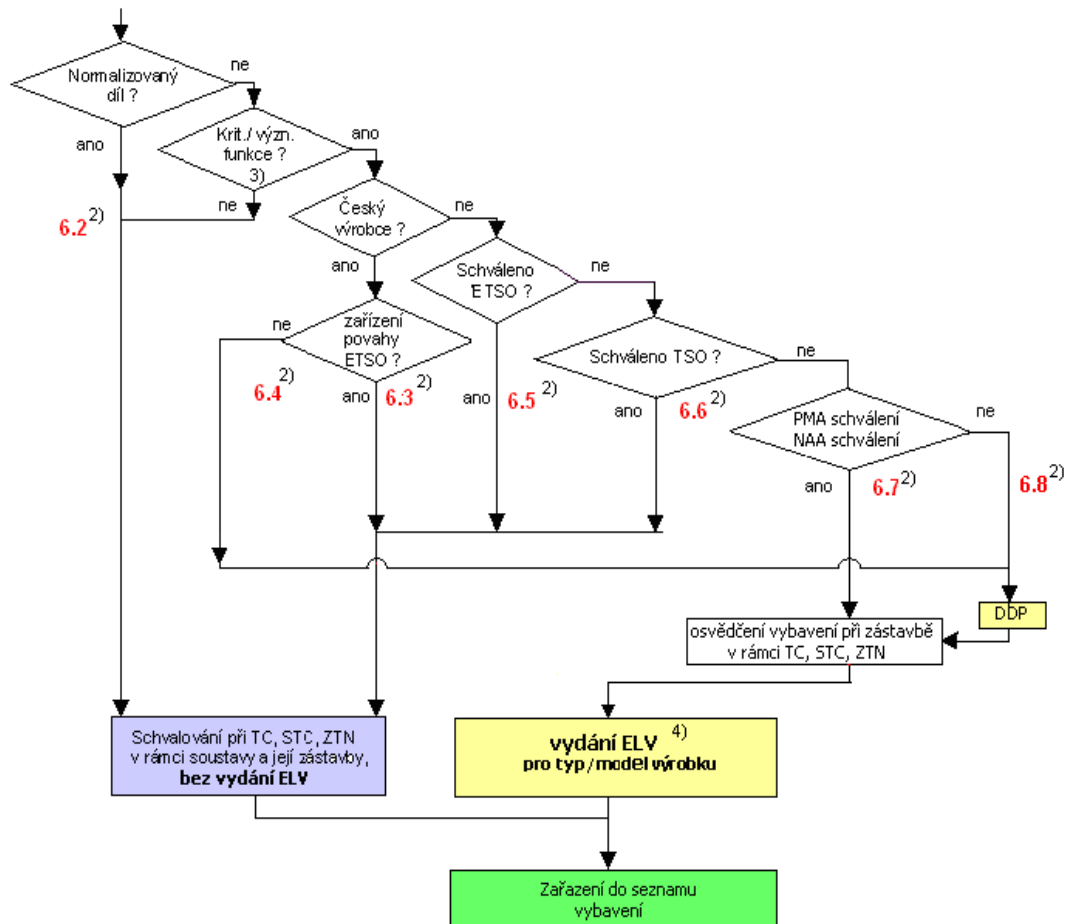 Normalizovaný
díl ?
ne
ano
Krit./ význ.
funkce ?
3)
ano
ne
6.2 2)
Český
výrobce ?
ne
ano
Schváleno
ETSO ?
ne
zařízení
povahy
ETSO ?
ne
6.4 2)
ano
6.3 2)
6.5 2)
ano
Schváleno TSO ?
ne
ano
6.6 2)
PMA schválení
NAA schválení
ne
ano
6.7 2)
6.8 2)
DDP
osvědčení vybavení při zástavbě
v rámci TC, STC, ZTN
Schvalování při TC, STC, ZTN
v rámci soustavy a její zástavby,
bez vydání ELV
vydání ELV 4)
pro typ/model výrobku
Zařazení do seznamu
vybavení